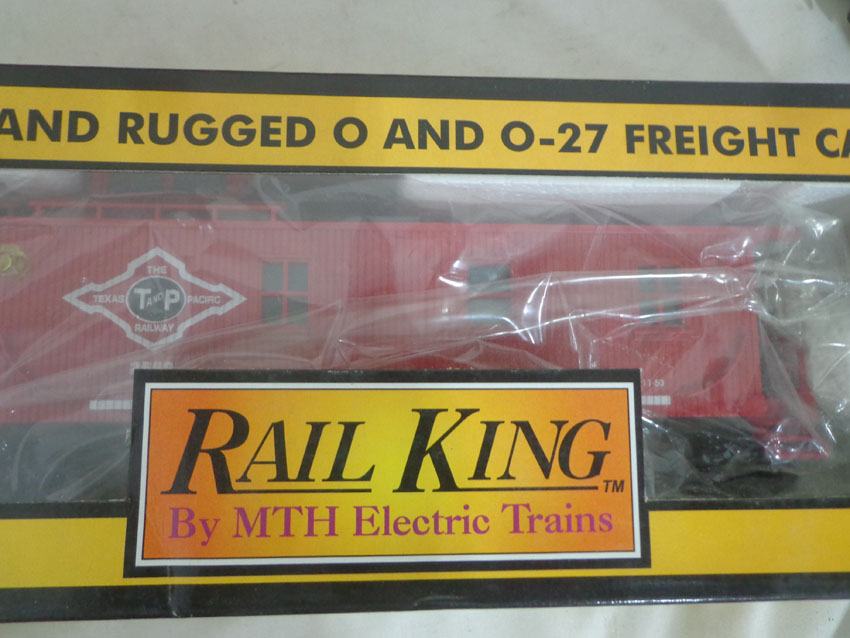 AND RUGGED O AND O-27 FREIGHT CA
THE
TEXAS T AND P PACIFIC
RAILWAY
RAIL KING TM
By MTH Electric Trains